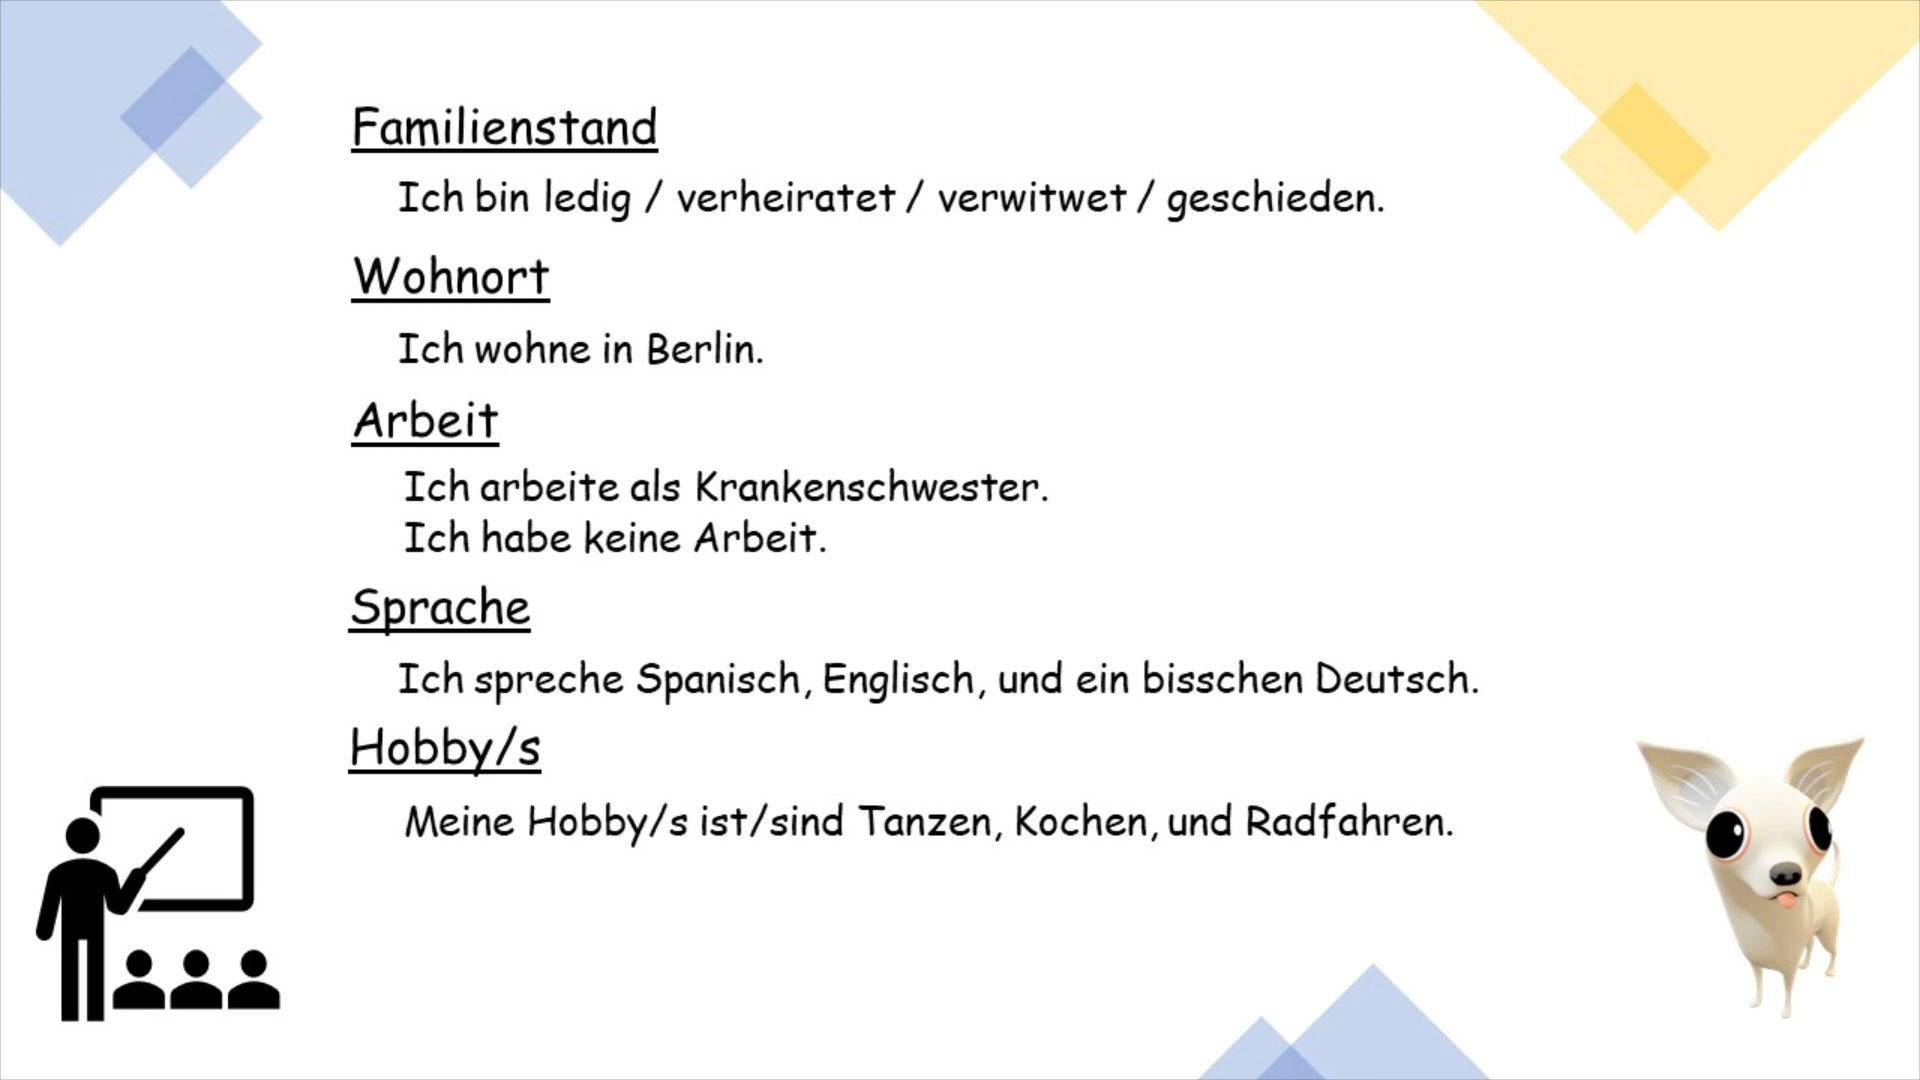 Familienstand
Ich bin ledig / verheiratet / verwitwet / geschieden.
Wohnort
Ich wohne in Berlin.
Arbeit
Ich arbeite als Krankenschwester.
Ich habe keine Arbeit.
Sprache
Ich spreche Spanisch, Englisch, und ein bisschen Deutsch.
Hobby/s
Meine Hobby/s ist/sind Tanzen, Kochen, und Radfahren.